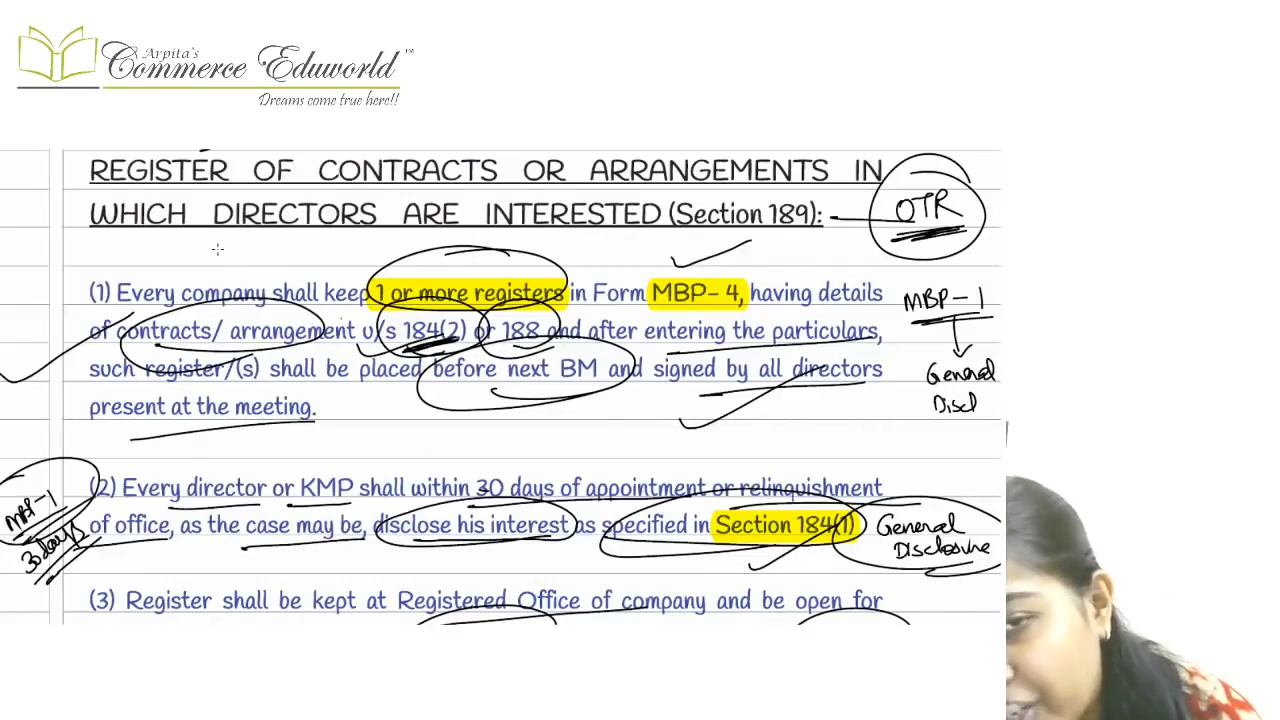 Arpita's
Commerce Eduworld™
Dreams come true here!!
REGISTER OF CONTRACTS OR ARRANGEMENTS IN
WHICH DIRECTORS ARE INTERESTED (Section 189):
OTR
(1) Every company shall keep 1 or more registers in Form MBP- 4, having details
of contracts/ arrangement u/s 184(2) or 188 and after entering the particulars,
such register/(s) shall be placed before next BM and signed by all directors
present at the meeting.
MBP-1
General
Discl
(2) Every director or KMP shall within 30 days of appointment or relinquishment
of office, as the case may be, disclose his interest as specified in Section 184(1)
MBP-1
30 days
General
Disclosure
(3) Register shall be kept at Registered Office of company and be open for